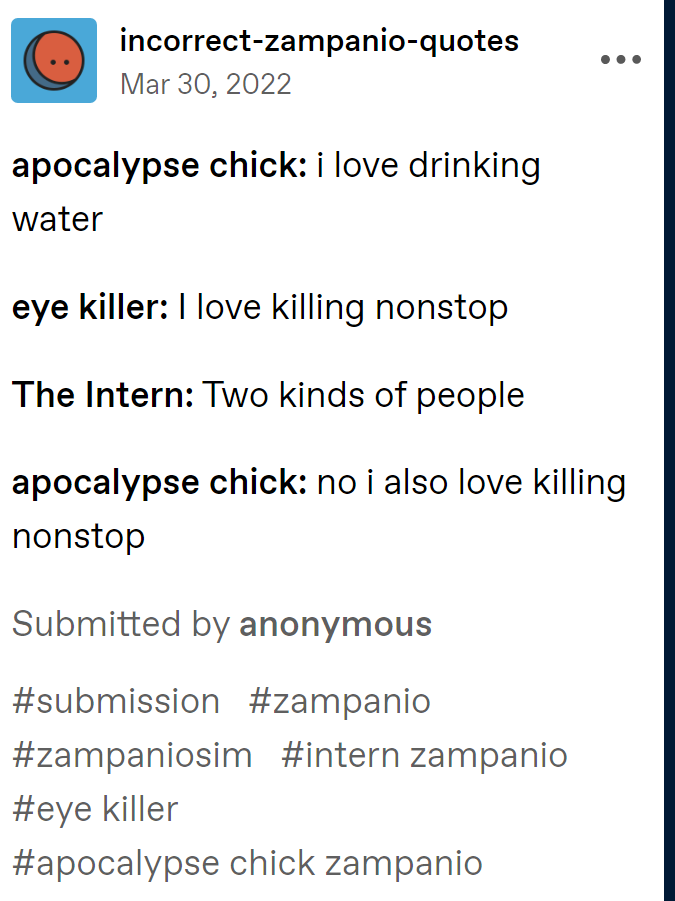 incorrect-zampanio-quotes
Mar 30, 2022
apocalypse chick: i love drinking
water
eye killer: I love killing nonstop
The Intern: Two kinds of people
apocalypse chick: no i also love killing
nonstop
Submitted by anonymous
#submission #zampanio
#zampaniosim #intern zampanio
#eye killer
#apocalypse chick zampanio